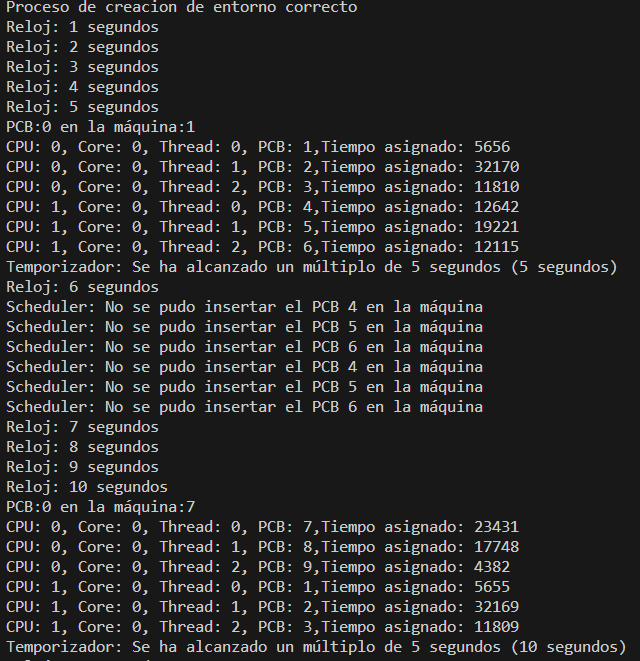 Proceso de creacion de entorno correcto
Reloj: 1 segundos
Reloj: 2 segundos
Reloj: 3 segundos
Reloj: 4 segundos
Reloj: 5 segundos
PCB:0 en la máquina:1
CPU: 0, Core: 0, Thread: 0, PCB: 1,Tiempo asignado: 5656
CPU: 0, Core: 0, Thread: 1, PCB: 2,Tiempo asignado: 32170
CPU: 0, Core: 0, Thread: 2, PCB: 3,Tiempo asignado: 11810
CPU: 1, Core: 0, Thread: 0, PCB: 4,Tiempo asignado: 12642
CPU: 1, Core: 0, Thread: 1, PCB: 5,Tiempo asignado: 19221
CPU: 1, Core: 0, Thread: 2, PCB: 6,Tiempo asignado: 12115
Temporizador: Se ha alcanzado un múltiplo de 5 segundos (5 segundos)
Reloj: 6 segundos
Scheduler: No se pudo insertar el PCB 4 en la máquina
Scheduler: No se pudo insertar el PCB 5 en la máquina
Scheduler: No se pudo insertar el PCB 6 en la máquina
Scheduler: No se pudo insertar el PCB 4 en la máquina
Scheduler: No se pudo insertar el PCB 5 en la máquina
Scheduler: No se pudo insertar el PCB 6 en la máquina
Reloj: 7 segundos
Reloj: 8 segundos
Reloj: 9 segundos
Reloj: 10 segundos
PCB:0 en la máquina:7
CPU: 0, Core: 0, Thread: 0, PCB: 7,Tiempo asignado: 23431
CPU: 0, Core: 0, Thread: 1, PCB: 8,Tiempo asignado: 17748
CPU: 0, Core: 0, Thread: 2, PCB: 9,Tiempo asignado: 4382
CPU: 1, Core: 0, Thread: 0, PCB: 1,Tiempo asignado: 5655
CPU: 1, Core: 0, Thread: 1, PCB: 2,Tiempo asignado: 32169
CPU: 1, Core: 0, Thread: 2, PCB: 3,Tiempo asignado: 11809
Temporizador: Se ha alcanzado un múltiplo de 5 segundos (10 segundos)